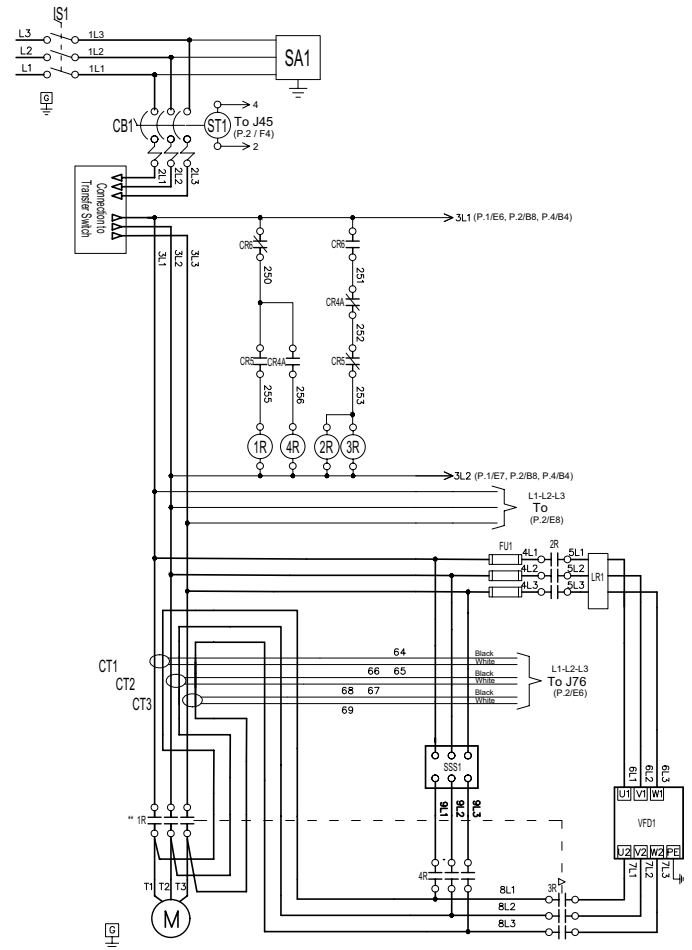 IS1
L3 1L3
L2 1L2
L1 1L1
SA1
G
CB1
ST1
4
To J45
(P.2 / F4)
2
2L1 2L2 2L3
Connection to
Transfer Switch
3L1 (P.1/E6, P.2/B8, P.4/B4)
3L1 3L2 3L3
CR6 CR6
250 251
CR4A
252
CR5 CR4A CR5
255 256 253
1R 4R 2R 3R
3L2 (P.1/E7, P.2/B8, P.4/B4)
L1-L2-L3
To
(P.2/E8)
FU1 2R
4L1 5L1
4L2 5L2
4L3 5L3
LR1
CT1
CT2
CT3
64 Black
White
66 65 Black
White
68 67 Black
69 White
L1-L2-L3
To J76
(P.2/E6)
SSS1
6L1 6L2 6L3
U1 V1 W1
VFD1
U2 V2 W2 PE
7L1 7L2 7L3
9L1 9L2 9L3
** 1R
4R
T1 T2 T3
M
G
8L1 3R
8L2
8L3